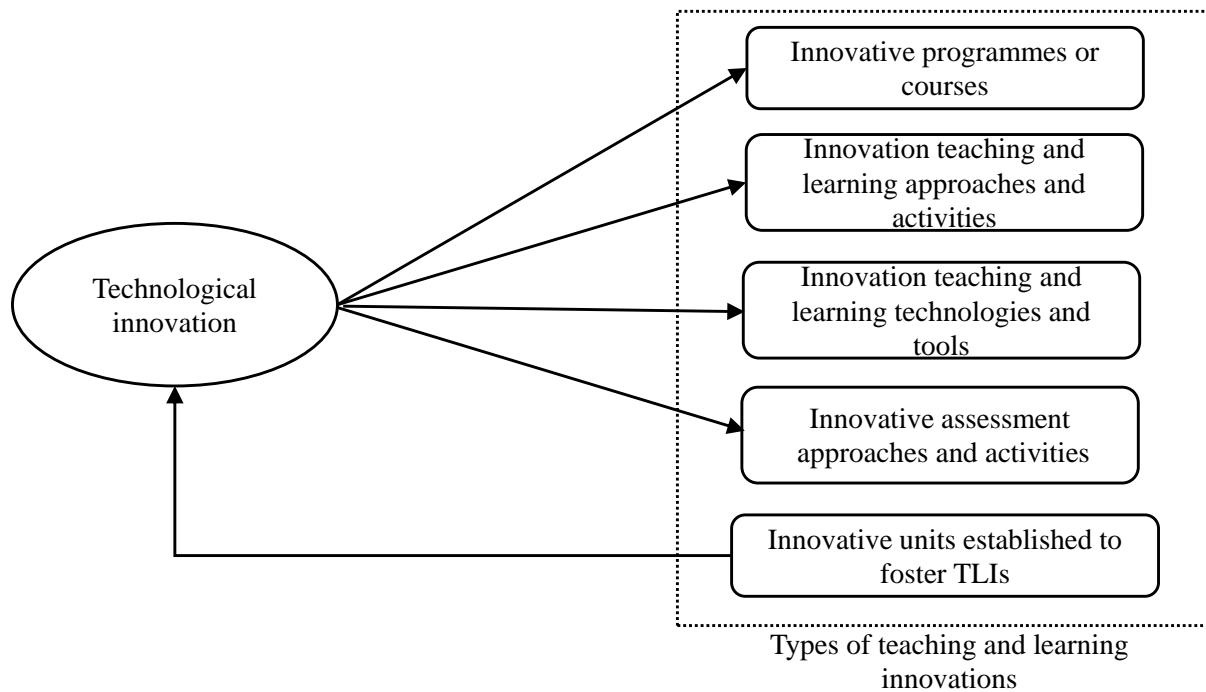 Innovative programmes or
courses
Innovation teaching and
learning approaches and
activities
Technological
innovation
Innovation teaching and
learning technologies and
tools
Innovative assessment
approaches and activities
Innovative units established to
foster TLIs
Types of teaching and learning
innovations